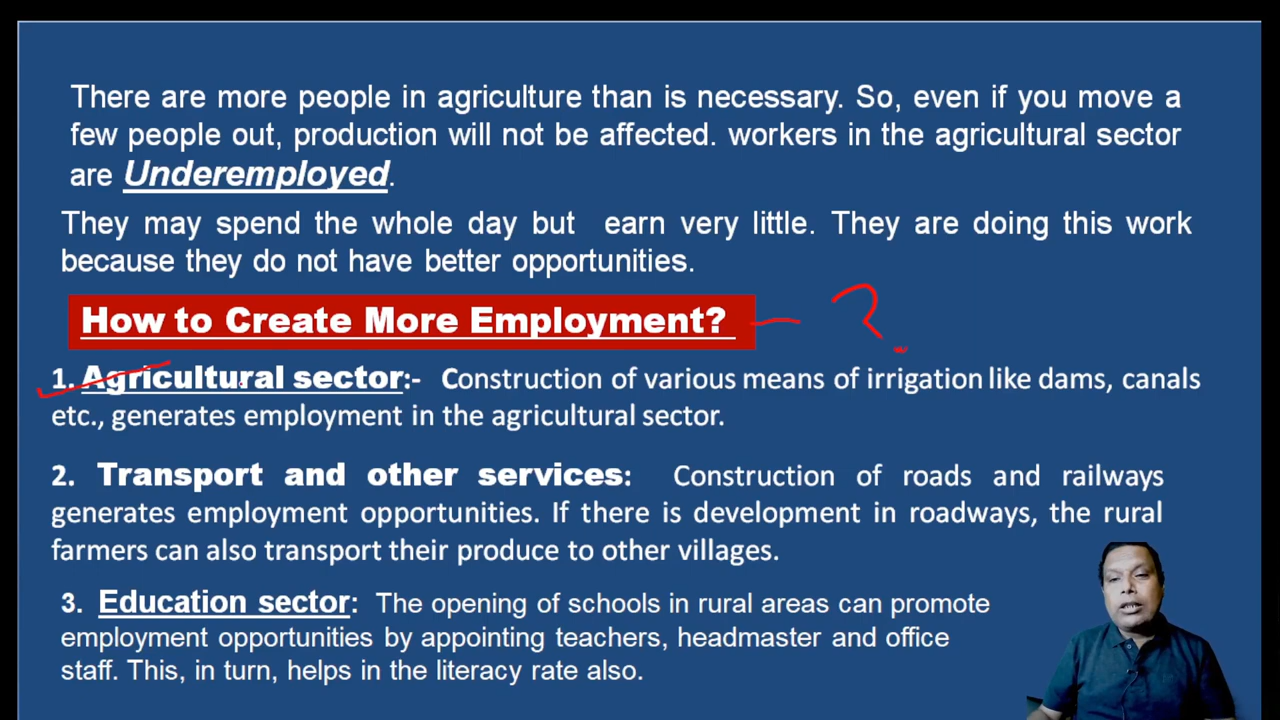 There are more people in agriculture than is necessary. So, even if you move a
few people out, production will not be affected. workers in the agricultural sector
are Underemployed.
They may spend the whole day but earn very little. They are doing this work
because they do not have better opportunities.
How to Create More Employment? - ?
1. Agricultural sector:- Construction of various means of irrigation like dams, canals
etc., generates employment in the agricultural sector.
2. Transport and other services: Construction of roads and railways
generates employment opportunities. If there is development in roadways, the rural
farmers can also transport their produce to other villages.
3. Education sector: The opening of schools in rural areas can promote
employment opportunities by appointing teachers, headmaster and office
staff. This, in turn, helps in the literacy rate also.